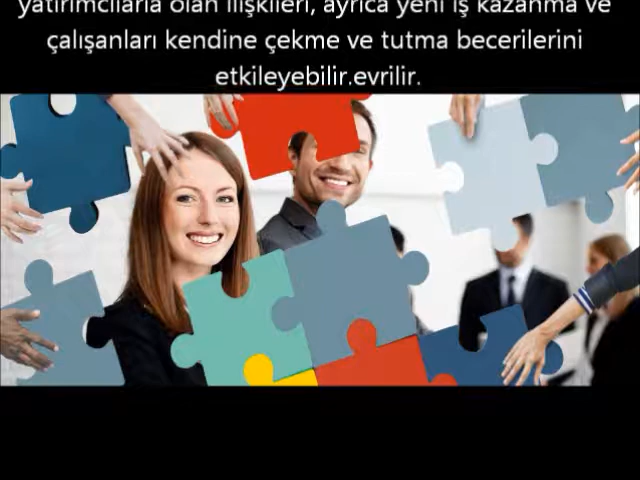 yatırımcılarla olan ilişkileri, ayrıca yeni iş kazanma ve
çalışanları kendine çekme ve tutma becerilerini
etkileyebilir.evrilir.